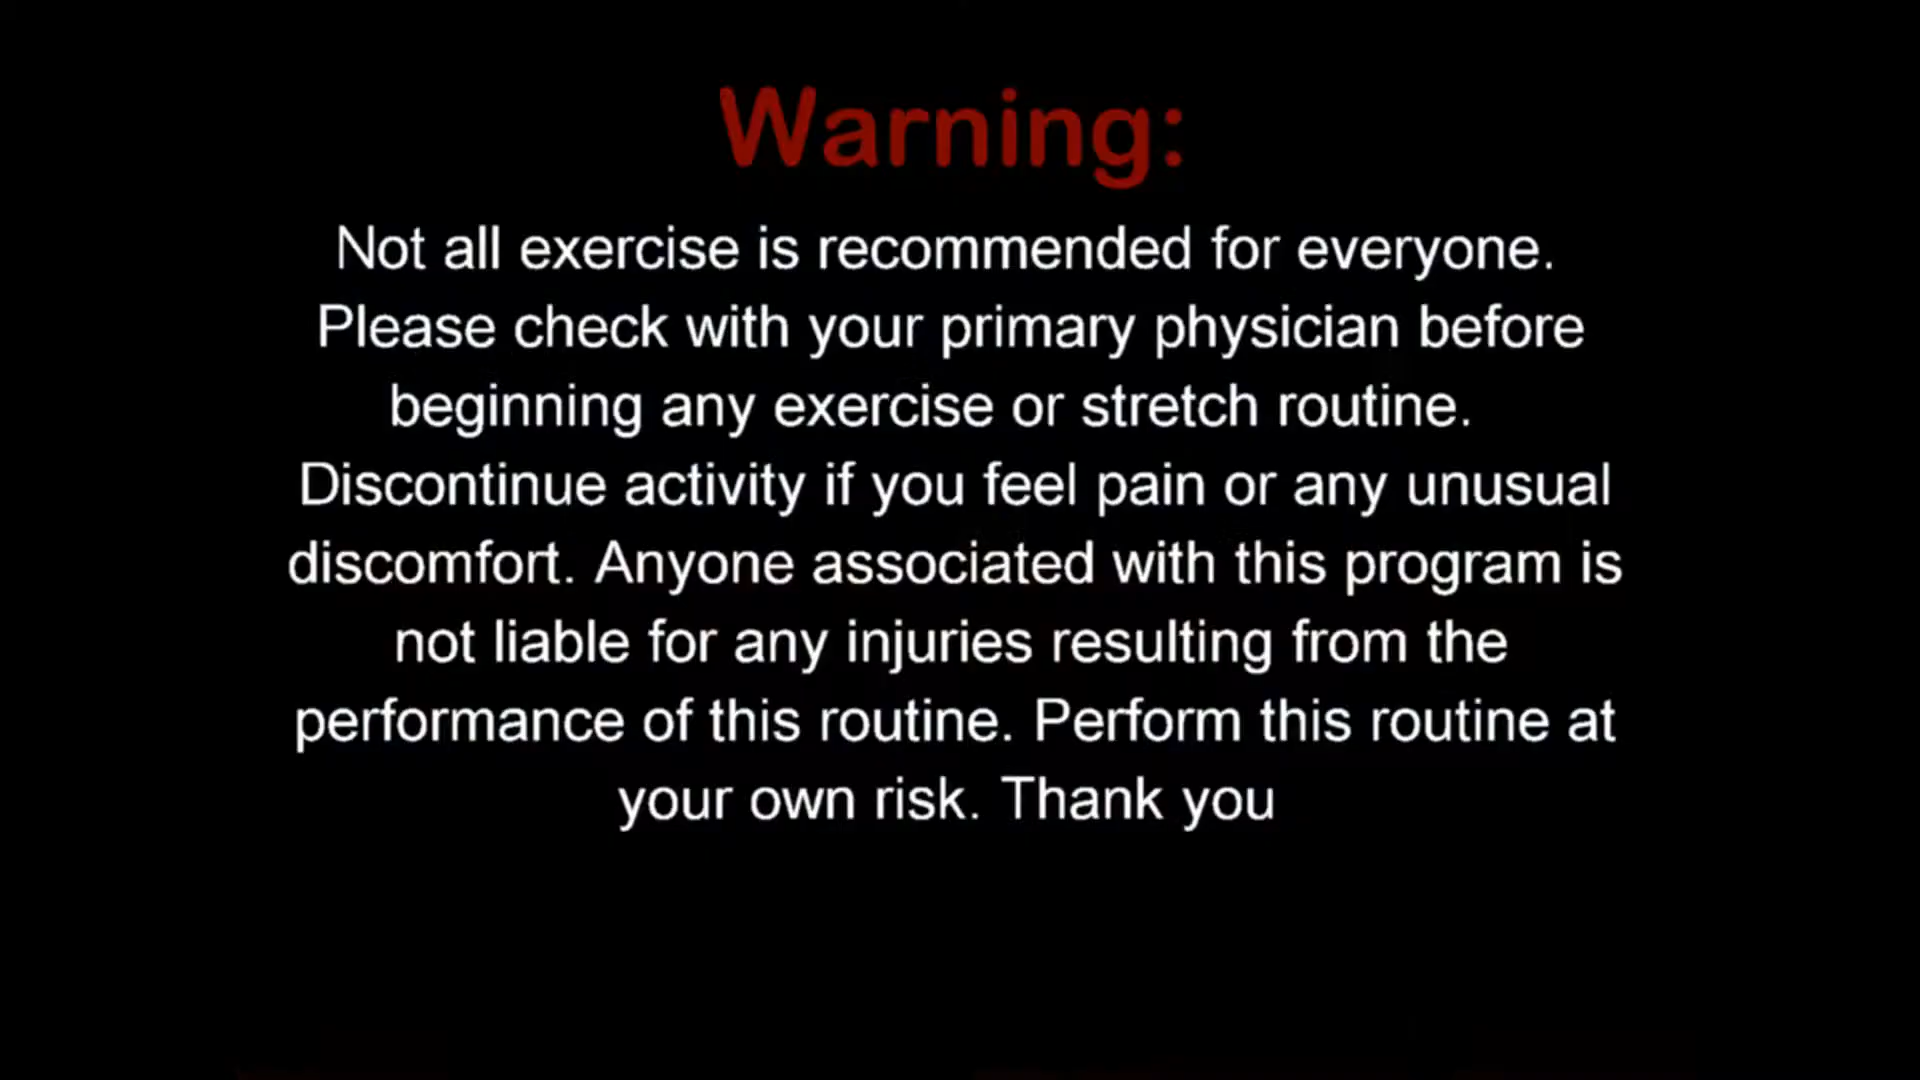 Warning:
Not all exercise is recommended for everyone.
Please check with your primary physician before
beginning any exercise or stretch routine.
Discontinue activity if you feel pain or any unusual
discomfort. Anyone associated with this program is
not liable for any injuries resulting from the
performance of this routine. Perform this routine at
your own risk. Thank you